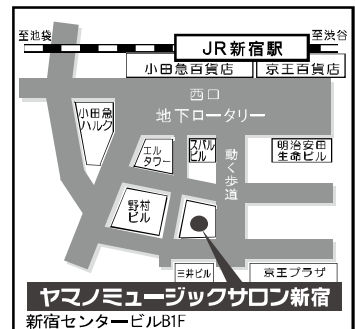 至池袋
至渋谷
JR新宿駅
小田急百貨店
京王百貨店
西口
地下ロータリー
小田急
ハルク
エル
タワー
スバル
ビル
動く歩道
明治安田
生命ビル
野村
ビル
三井ビル
京王プラザ
ヤマノミュージックサロン新宿
新宿センタービルB1F